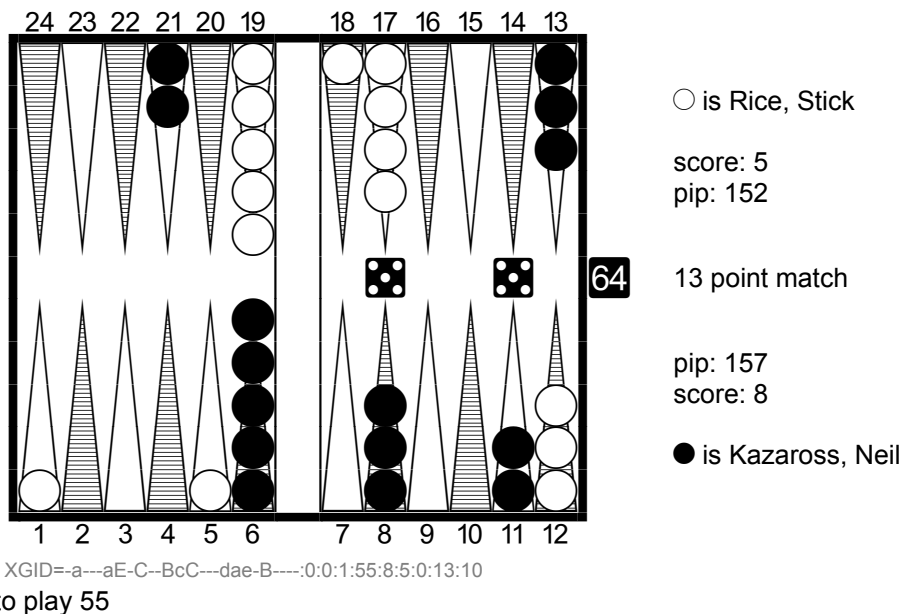 24 23 22 21 20 19 18 17 16 15 14 13
is Rice, Stick
score: 5
pip: 152
64
13 point match
pip: 157
score: 8
is Kazaross, Neil
1 2 3 4 5 6 7 8 9 10 11 12
XGID=-a---aE-C--BcC---dae-B----:0:0:1:55:8:5:0:13:10
to play 55